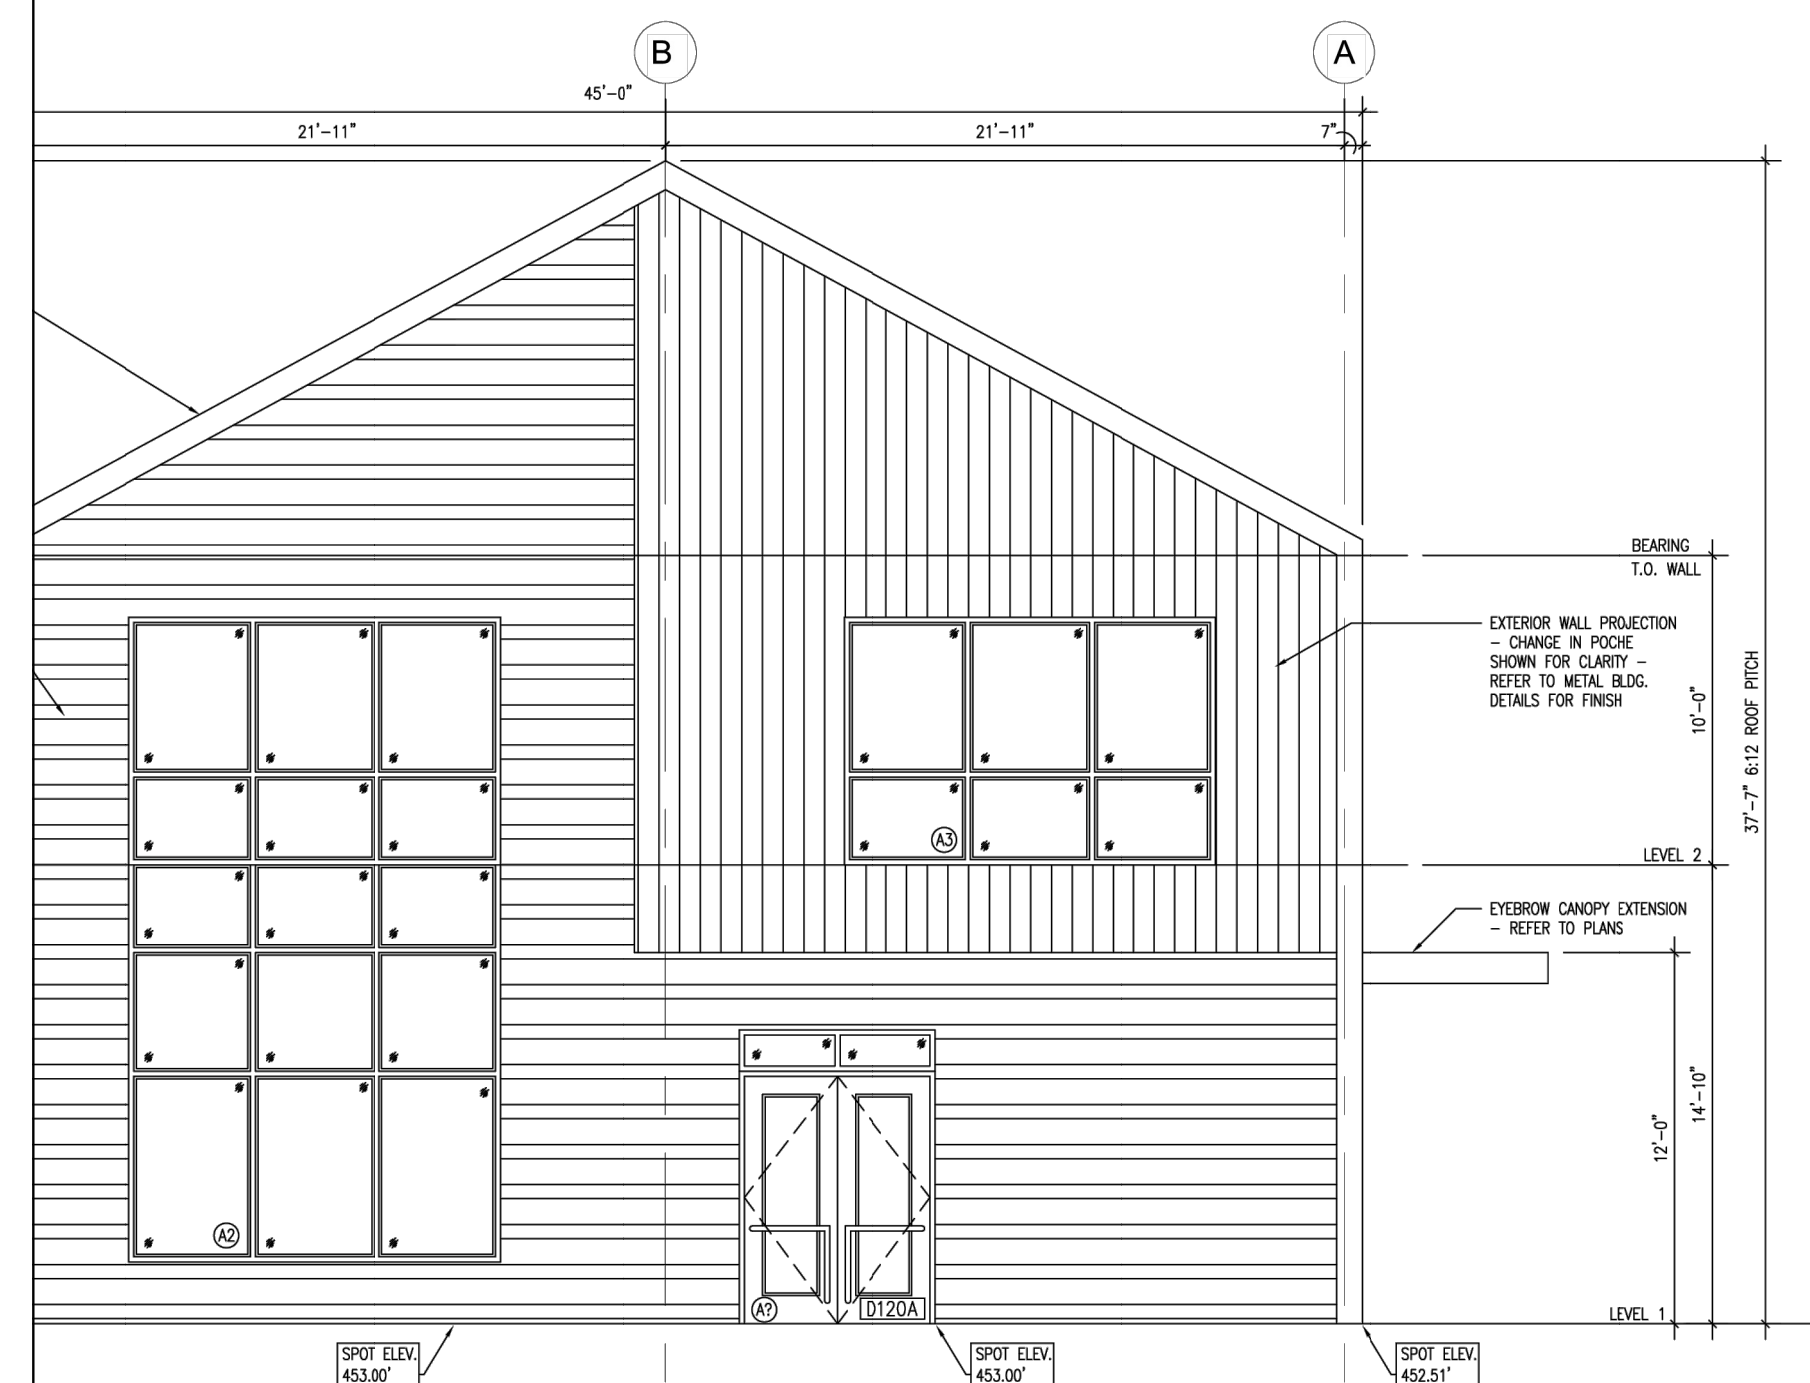 B
A
45'-0"
21'-11"
21'-11"
7"
BEARING
T.O. WALL
EXTERIOR WALL PROJECTION
- CHANGE IN POCHE
SHOWN FOR CLARITY -
REFER TO METAL BLDG.
DETAILS FOR FINISH
10'-0"
37'-7" 6:12 ROOF PITCH
A3
LEVEL 2
EYEBROW CANOPY EXTENSION
- REFER TO PLANS
14'-10"
12'-0"
A2
A?
D120A
LEVEL 1
SPOT ELEV.
453.00'
SPOT ELEV.
453.00'
SPOT ELEV.
452.51'